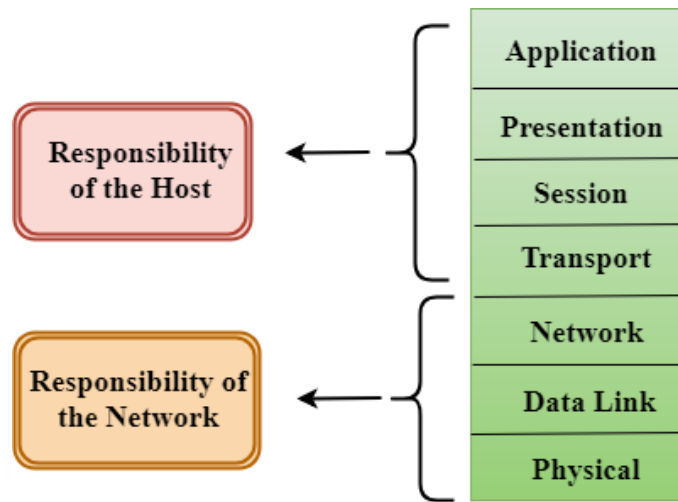 Application
Presentation
Session
Transport
Network
Data Link
Physical
Responsibility
of the Host
Responsibility of
the Network